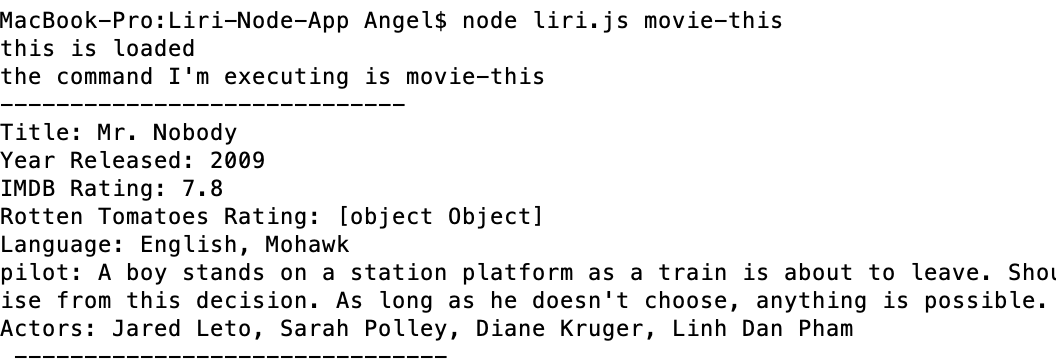 MacBook-Pro:Liri-Node-App Angel$ node liri.js movie-this
this is loaded
the command I'm executing is movie-this
-----------------------------
Title: Mr. Nobody
Year Released: 2009
IMDB Rating: 7.8
Rotten Tomatoes Rating: [object Object]
Language: English, Mohawk
pilot: A boy stands on a station platform as a train is about to leave.
ise from this decision. As long as he doesn't choose, anything is possible.
Actors: Jared Leto, Sarah Polley, Diane Kruger, Linh Dan Pham
-------------------------------